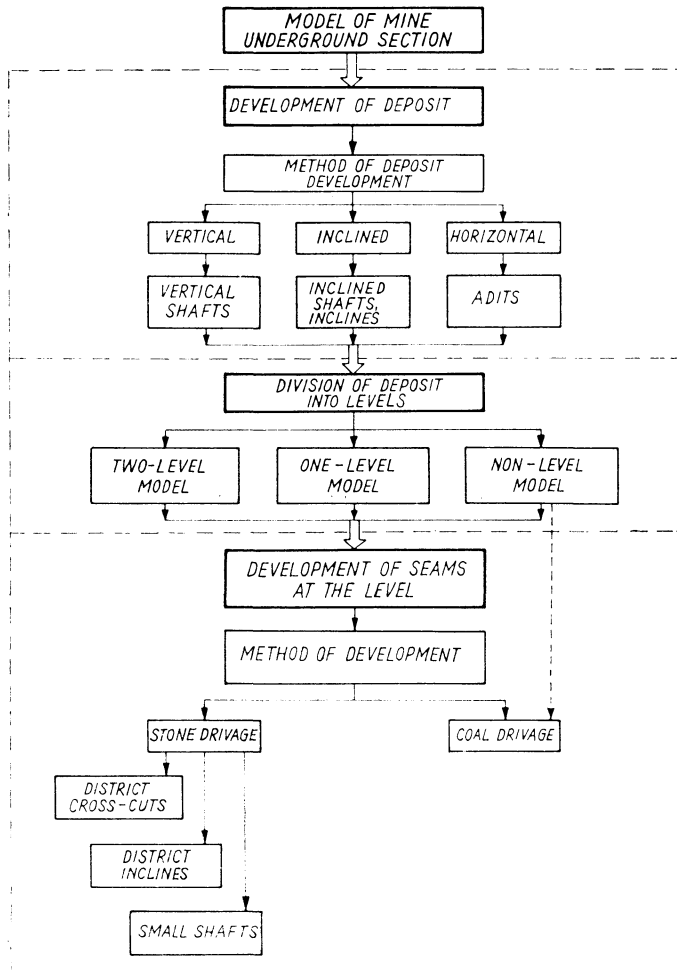 MODEL OF MINE
UNDERGROUND SECTION
DEVELOPMENT OF DEPOSIT
METHOD OF DEPOSIT
DEVELOPMENT
VERTICAL
INCLINED
HORIZONTAL
VERTICAL
SHAFTS
INCLINED
SHAFTS,
INCLINES
ADITS
DIVISION OF DEPOSIT
INTO LEVELS
TWO-LEVEL
MODEL
ONE-LEVEL
MODEL
NON-LEVEL
MODEL
DEVELOPMENT OF SEAMS
AT THE LEVEL
METHOD OF DEVELOPMENT
STONE DRIVAGE
COAL DRIVAGE
DISTRICT
CROSS-CUTS
DISTRICT
INCLINES
SMALL SHAFTS